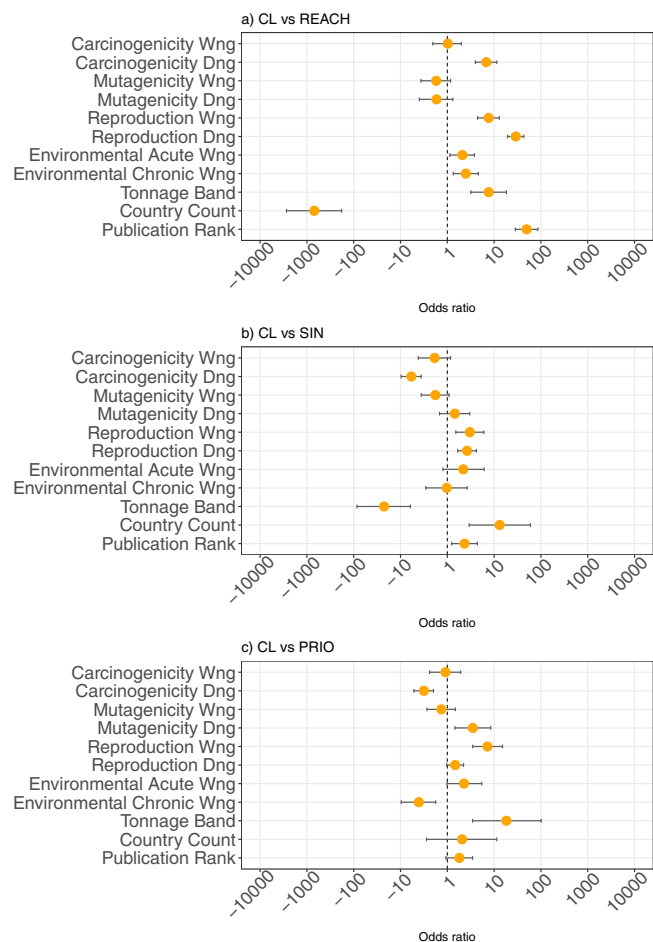 a) CL vs REACH
Carcinogenicity Wng
Carcinogenicity Dng
Mutagenicity Wng
Mutagenicity Dng
Reproduction Wng
Reproduction Dng
Environmental Acute Wng
Environmental Chronic Wng
Tonnage Band
Country Count
Publication Rank
−10000 −1000 −100 −10 1 10 100 1000 10000
Odds ratio
b) CL vs SIN
Carcinogenicity Wng
Carcinogenicity Dng
Mutagenicity Wng
Mutagenicity Dng
Reproduction Wng
Reproduction Dng
Environmental Acute Wng
Environmental Chronic Wng
Tonnage Band
Country Count
Publication Rank
−10000 −1000 −100 −10 1 10 100 1000 10000
Odds ratio
c) CL vs PRIO
Carcinogenicity Wng
Carcinogenicity Dng
Mutagenicity Wng
Mutagenicity Dng
Reproduction Wng
Reproduction Dng
Environmental Acute Wng
Environmental Chronic Wng
Tonnage Band
Country Count
Publication Rank
−10000 −1000 −100 −10 1 10 100 1000 10000
Odds ratio